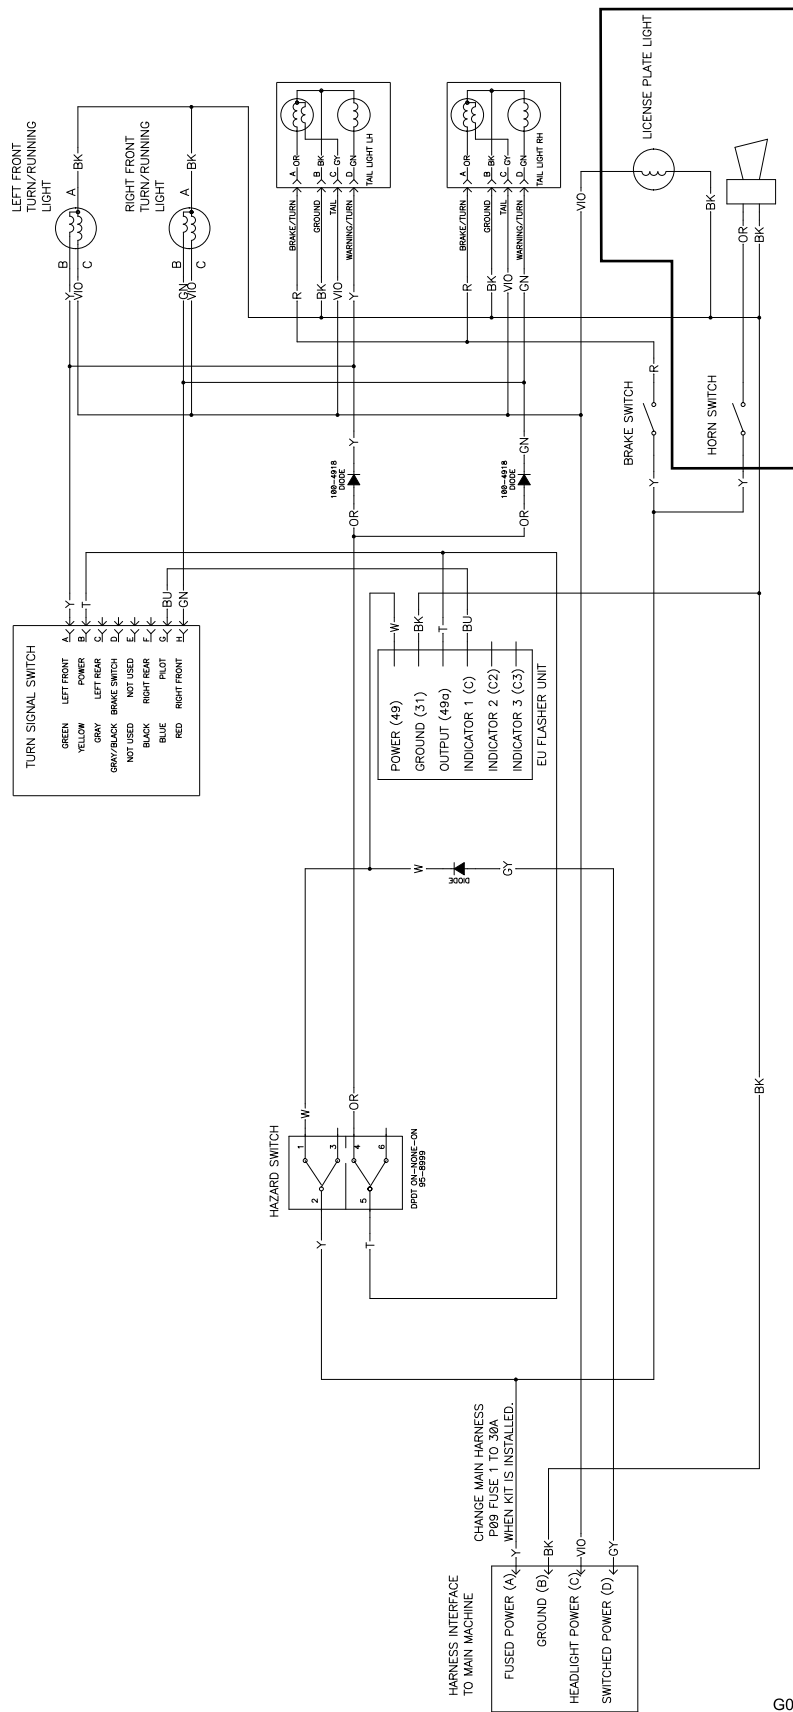 LEFT FRONT
TURN/RUNNING
LIGHT
A
BK
B
C
Y
VIO
RIGHT FRONT
TURN/RUNNING
LIGHT
A
BK
B
C
GN
VIO
A OR
B BK
C GY
D GN
TAIL LIGHT LH
BRAKE/TURN
GROUND
TAIL
WARNING/TURN
R
BK
VIO
Y
A OR
B BK
C GY
D GN
TAIL LIGHT RH
BRAKE/TURN
GROUND
TAIL
WARNING/TURN
R
BK
VIO
GN
LICENSE PLATE LIGHT
VIO
BK
OR
BK
BRAKE SWITCH
R
Y
HORN SWITCH
Y
Y
100-4918
DIODE
OR
GN
100-4918
DIODE
OR
TURN SIGNAL SWITCH
Y
T
BU
GN
GREEN LEFT FRONT A
YELLOW POWER B
GRAY LEFT REAR C
GRAY/BLACK BRAKE SWITCH D
NOT USED NOT USED E
BLACK RIGHT REAR F
BLUE PILOT G
RED RIGHT FRONT H
W
BK
T
BU
POWER (49)
GROUND (31)
OUTPUT (49a)
INDICATOR 1 (C)
INDICATOR 2 (C2)
INDICATOR 3 (C3)
EU FLASHER UNIT
W
DIODE
GY
HAZARD SWITCH
W
OR
1
3
4
6
2
5
DPDT ON-NONE-ON
95-8999
Y
T
BK
CHANGE MAIN HARNESS
P09 FUSE 1 TO 30A
WHEN KIT IS INSTALLED.
Y
BK
VIO
GY
HARNESS INTERFACE
TO MAIN MACHINE
FUSED POWER (A)
GROUND (B)
HEADLIGHT POWER (C)
SWITCHED POWER (D)
G0